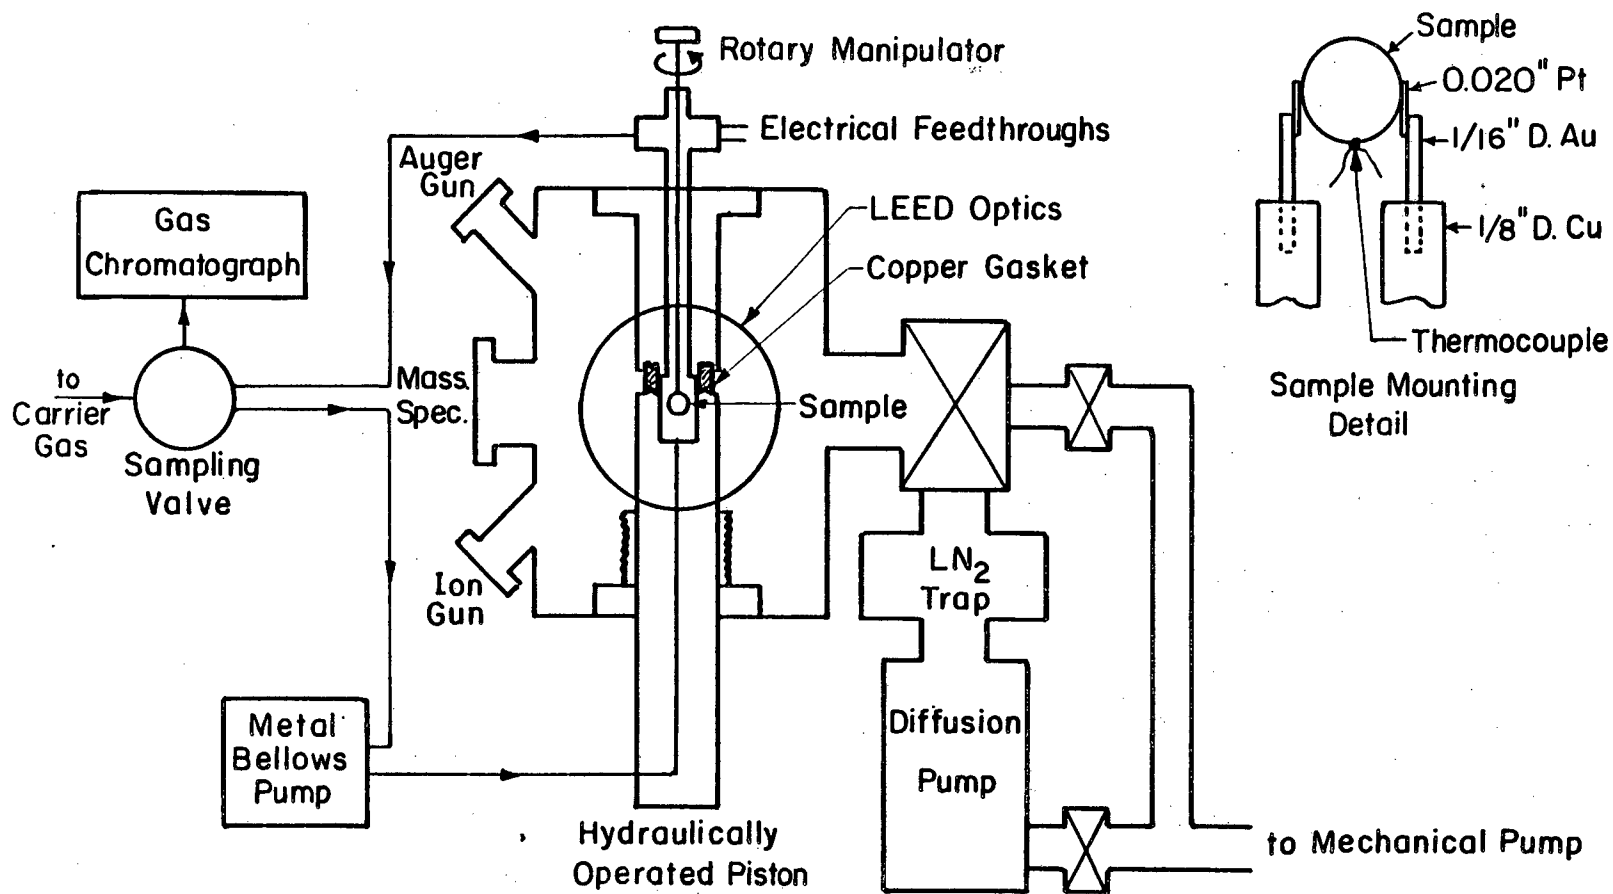 Rotary Manipulator
Electrical Feedthroughs
Auger
Gun
LEED Optics
Copper Gasket
Gas
Chromatograph
to
Carrier
Gas
Sampling
Valve
Mass.
Spec.
Sample
Ion
Gun
LN2
Trap
Metal
Bellows
Pump
Diffusion
Pump
Hydraulically
Operated Piston
to Mechanical Pump
Sample
0.020" Pt
1/16" D. Au
1/8" D. Cu
Thermocouple
Sample Mounting
Detail